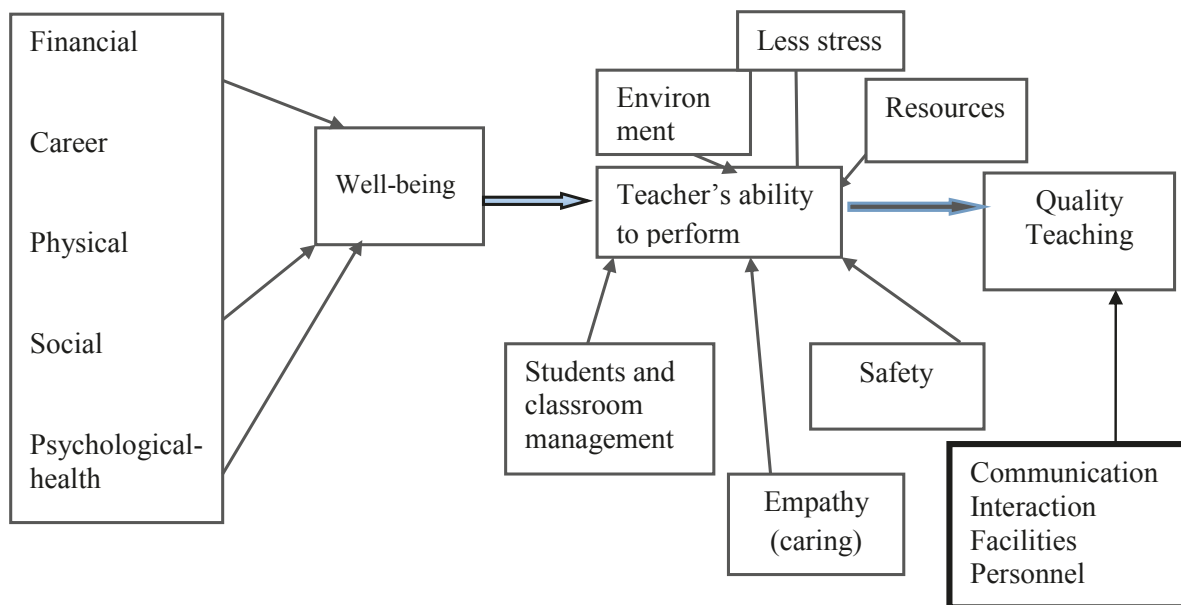 Financial
Career
Physical
Social
Psychological-
health
Well-being
Less stress
Environ
ment
Resources
Teacher’s ability
to perform
Quality
Teaching
Students and
classroom
management
Safety
Empathy
(caring)
Communication
Interaction
Facilities
Personnel